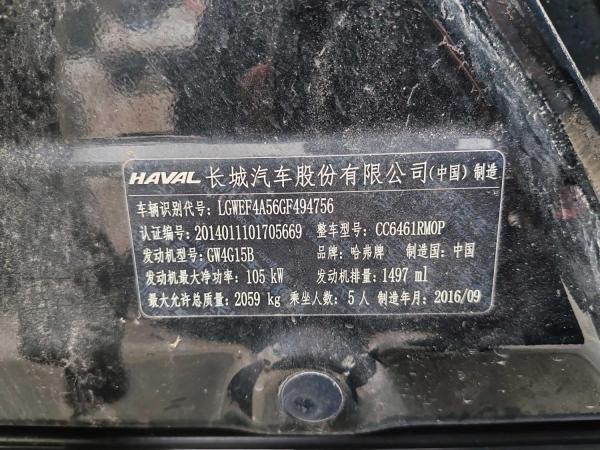 HAVAL 长城汽车股份有限公司(中国)制造
车辆识别代号: LGWEF4A56GF494756
认证编号: 2014011101705669 整车型号: CC6461RM0P
发动机型号: GW4G15B 品牌: 哈弗牌 制造国: 中国
发动机最大净功率: 105 kW 发动机排量: 1497 ml
最大允许总质量: 2059 kg 乘坐人数: 5 人 制造年月: 2016/09